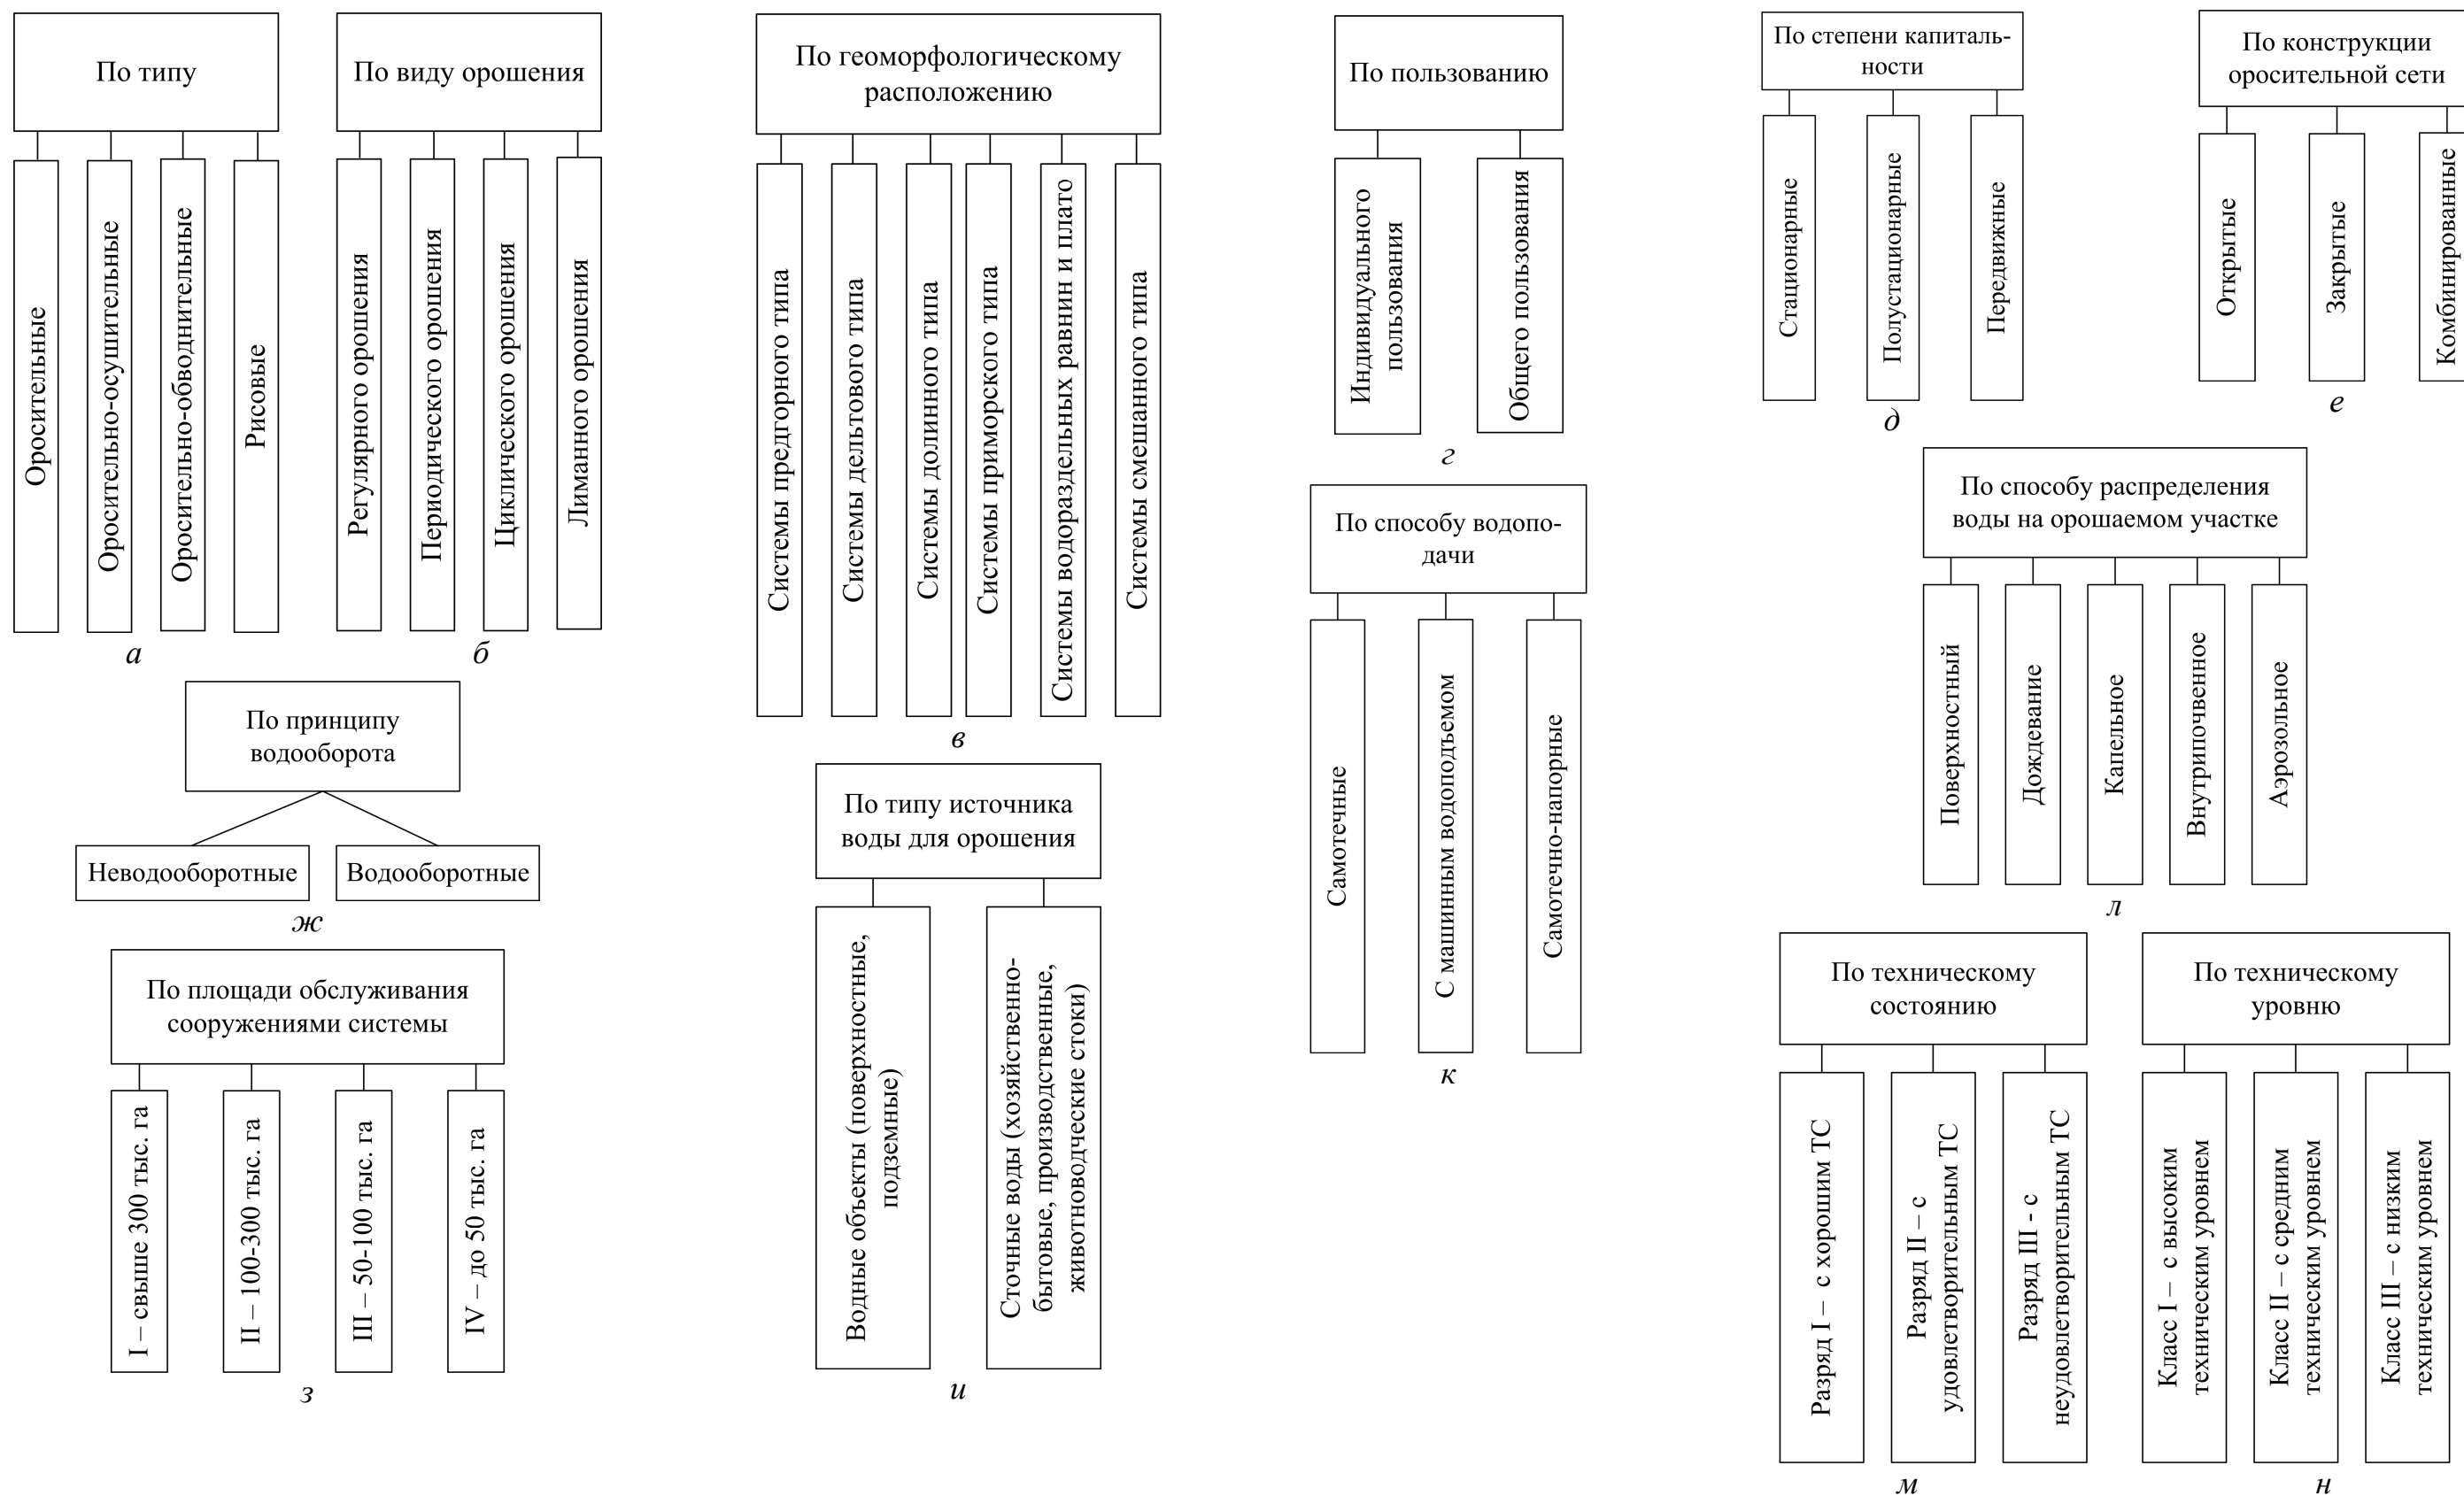 По типу
Оросительные
Оросительно-осушительные
Оросительно-обводнительные
Рисовые
а
По виду орошения
Регулярного орошения
Периодического орошения
Циклического орошения
Лиманного орошения
б
По геоморфологическому
расположению
Системы предгорного типа
Системы дельтового типа
Системы долинного типа
Системы приморского типа
Системы водораздельных равнин и плато
Системы смешанного типа
в
По пользованию
Индивидуального
пользования
Общего пользования
г
По степени капиталь-
ности
Стационарные
Полустационарные
Передвижные
д
По конструкции
оросительной сети
Открытые
Закрытые
Комбинированные
е
По принципу
водооборота
Неводооборотные
Водооборотные
ж
По площади обслуживания
сооружениями системы
I – свыше 300 тыс. га
II – 100-300 тыс. га
III – 50-100 тыс. га
IV – до 50 тыс. га
з
По типу источника
воды для орошения
Водные объекты (поверхностные,
подземные)
Сточные воды (хозяйственно-
бытовые, производственные,
животноводческие стоки)
и
По способу водопо-
дачи
Самотечные
С машинным водоподъемом
Самотечно-напорные
к
По способу распределения
воды на орошаемом участке
Поверхностный
Дождевание
Капельное
Внутрипочвенное
Аэрозольное
л
По техническому
состоянию
Разряд I – с хорошим ТС
Разряд II – с
удовлетворительным ТС
Разряд III - с
неудовлетворительным ТС
м
По техническому
уровню
Класс I – с высоким
техническим уровнем
Класс II – с средним
техническим уровнем
Класс III – с низким
техническим уровнем
н